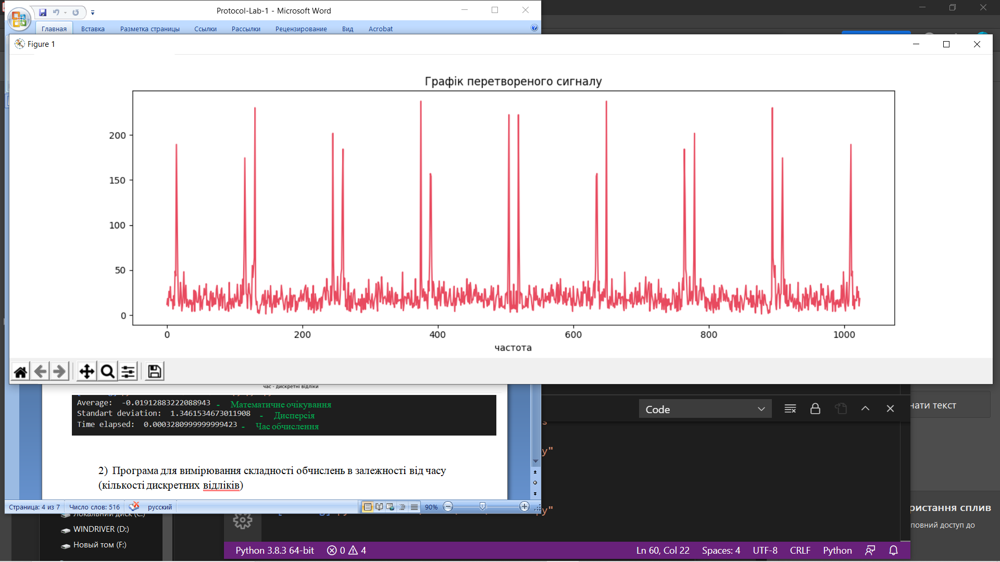 Protocol-Lab-1 - Microsoft Word
Главная Вставка Разметка страницы Ссылки Рассылки Рецензирование Вид Acrobat
Figure 1
Графік перетвореного сигналу
200
150
100
50
0
0 200 400 600 800 1000
частота
час - дискретні відліки
Average: -0.01912883222088943 - Математичне очікування
Standart deviation: 1.3461534673011908 - Дисперсія
Time elapsed: 0.0003280999999999423 - Час обчислення
2) Програма для вимірювання складності обчислень в залежності від часу
(кількості дискретних відліків)
Страница: 4 из 7 Число слов: 516 русский 90%
Локальний диск (C:)
WINDRIVER (D:)
Новый том (F:)
Code
нати текст
y"
y"
ристання сплив
повний доступ до
Python 3.8.3 64-bit 0 4 Ln 60, Col 22 Spaces: 4 UTF-8 CRLF Python